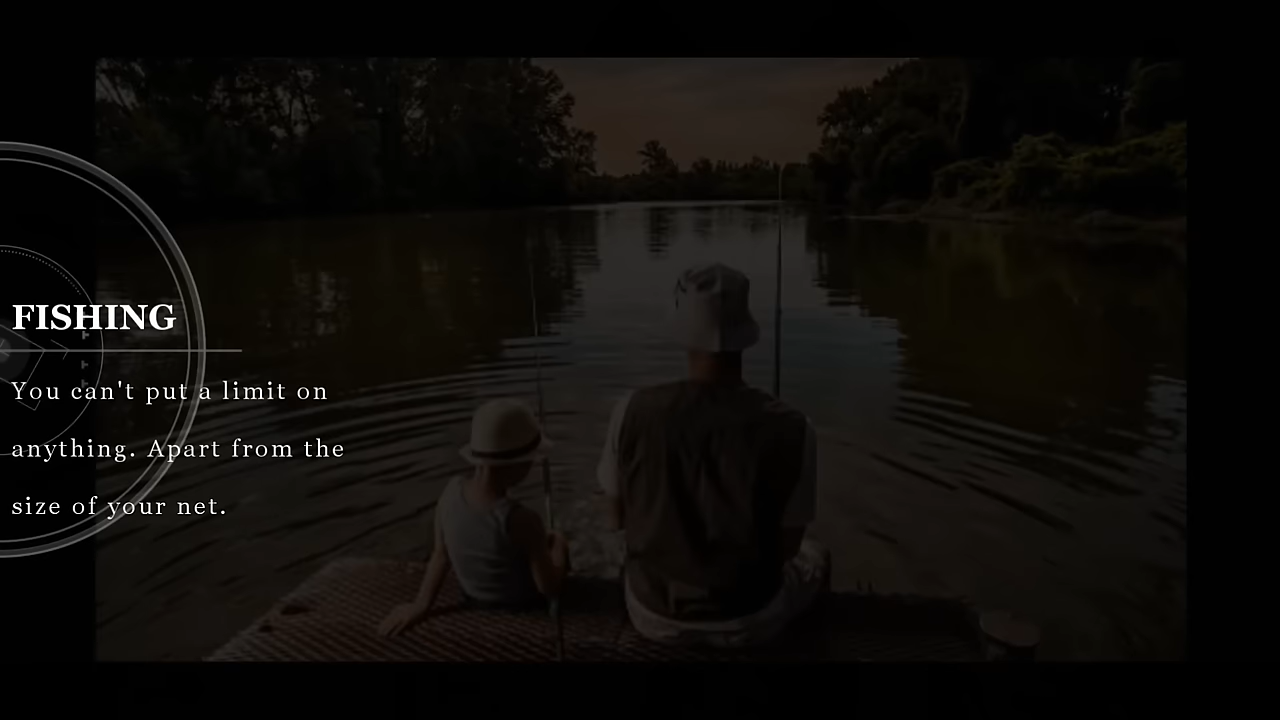 FISHING
You can't put a limit on
anything. Apart from the
size of your net.